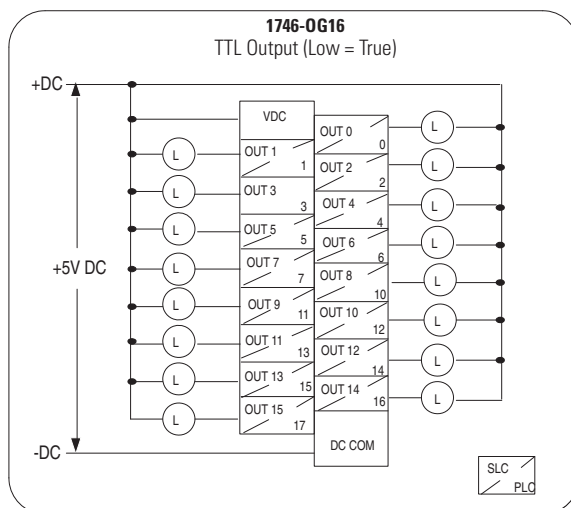 1746-OG16
TTL Output (Low = True)
+DC
VDC
OUT 0
0
L
L
OUT 1
1
OUT 2
2
L
L
OUT 3
3
OUT 4
4
L
L
OUT 5
5
OUT 6
6
L
+5V DC
L
OUT 7
7
OUT 8
10
L
L
OUT 9
11
OUT 10
12
L
L
OUT 11
13
OUT 12
14
L
L
OUT 13
15
OUT 14
16
L
L
OUT 15
17
-DC
DC COM
SLC
PLC